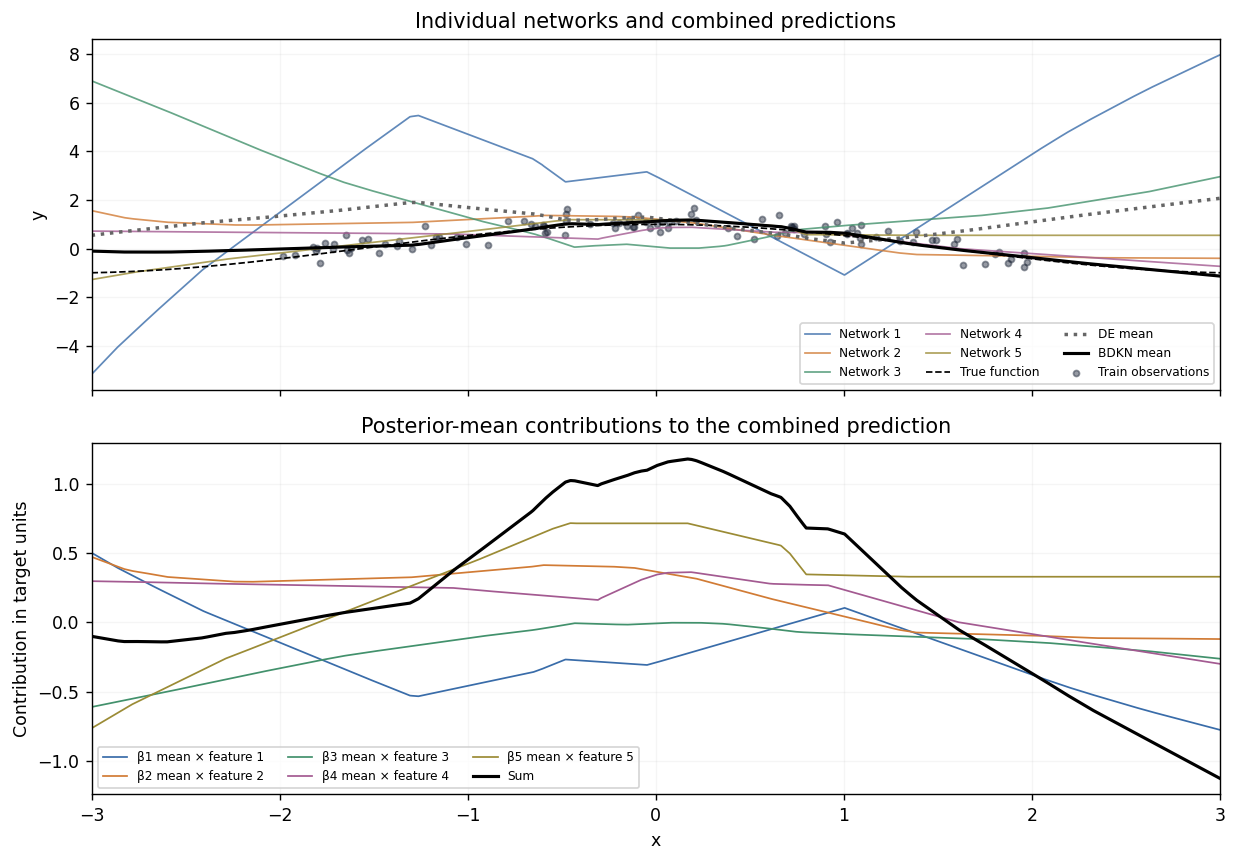 Individual networks and combined predictions
8
6
4
2
0
−2
−4
y
Network 1
Network 2
Network 3
Network 4
Network 5
True function
DE mean
BDKN mean
Train observations
Posterior-mean contributions to the combined prediction
1.0
0.5
0.0
−0.5
−1.0
Contribution in target units
β1 mean × feature 1
β2 mean × feature 2
β3 mean × feature 3
β4 mean × feature 4
β5 mean × feature 5
Sum
−3
−2
−1
0
1
2
3
x